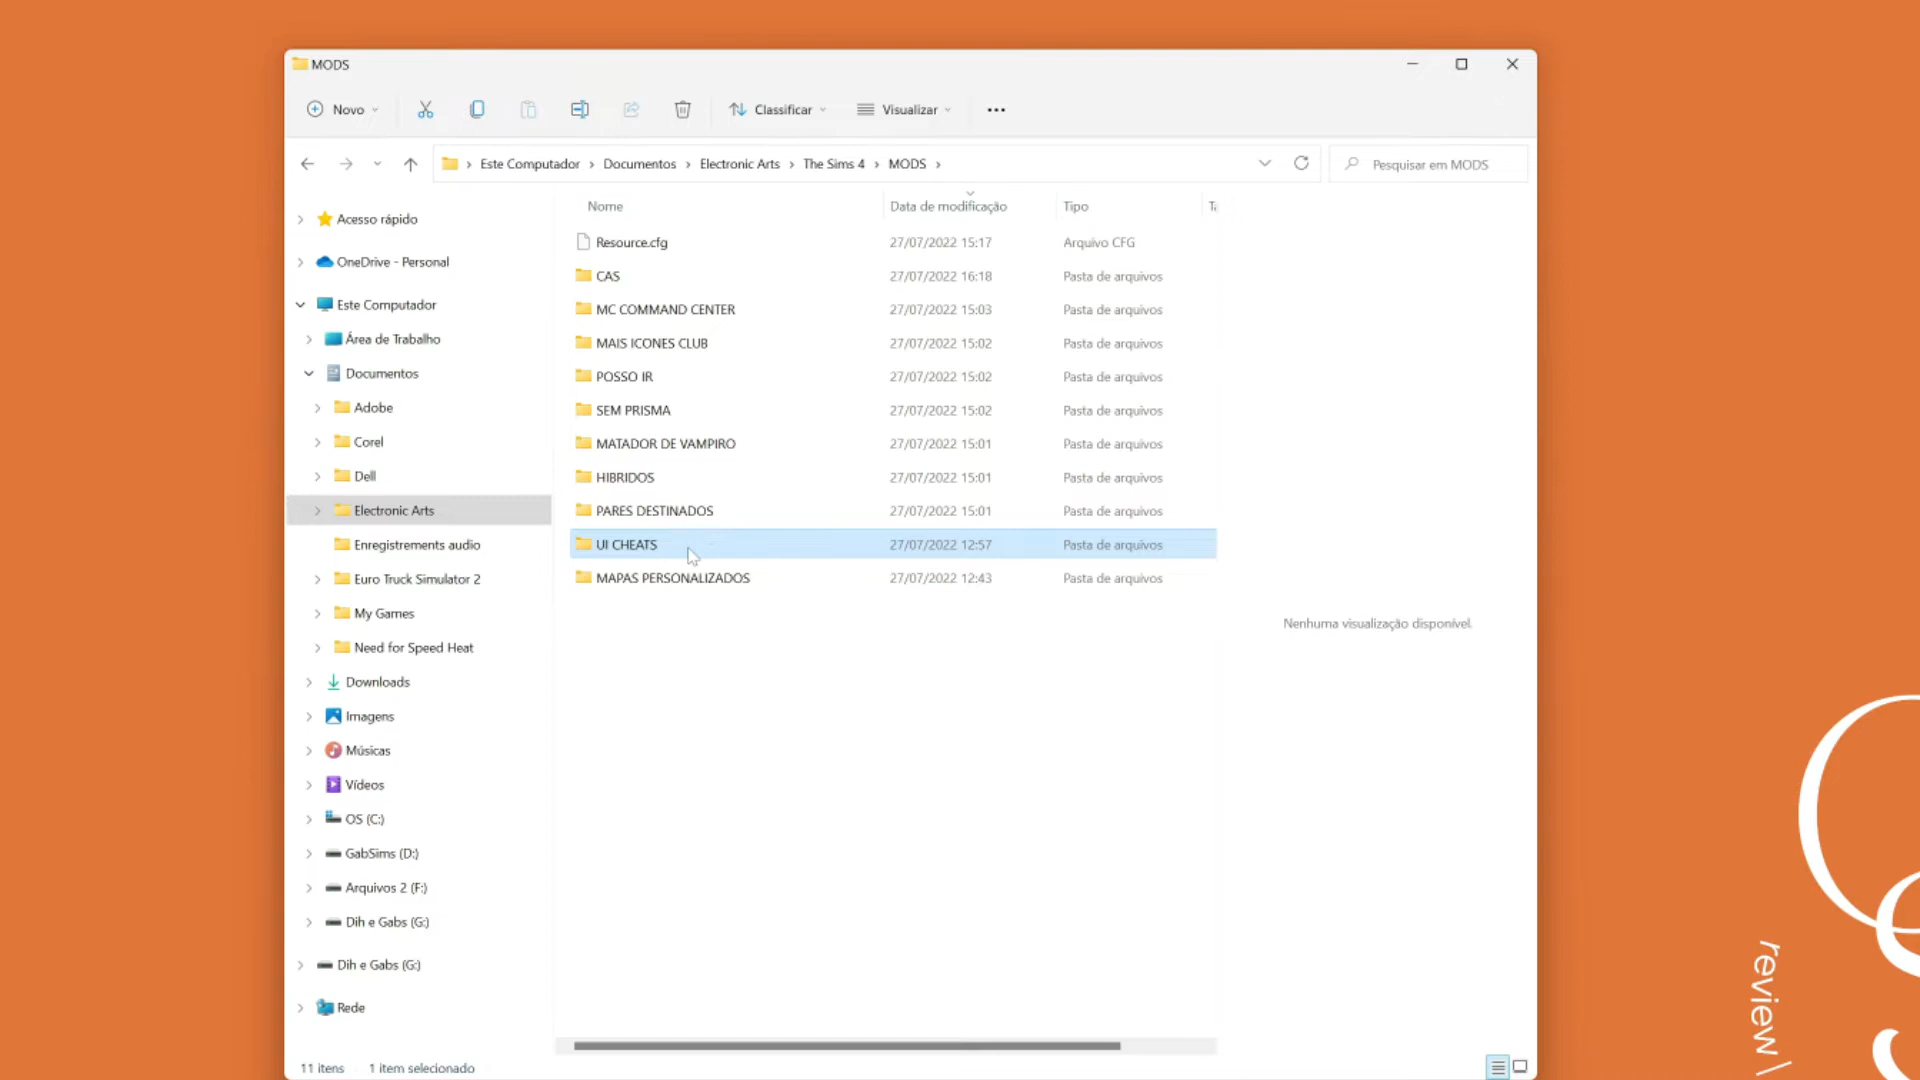 MODS
Novo
Classificar
Visualizar
Este Computador > Documentos > Electronic Arts > The Sims 4 > MODS >
Pesquisar em MODS
Acesso rápido
OneDrive - Personal
Este Computador
Área de Trabalho
Documentos
Adobe
Corel
Dell
Electronic Arts
Enregistrements audio
Euro Truck Simulator 2
My Games
Need for Speed Heat
Downloads
Imagens
Músicas
Vídeos
OS (C:)
GabSims (D:)
Arquivos 2 (F:)
Dih e Gabs (G:)
Dih e Gabs (G:)
Rede
Nome Data de modificação Tipo
Resource.cfg 27/07/2022 15:17 Arquivo CFG
CAS 27/07/2022 16:18 Pasta de arquivos
MC COMMAND CENTER 27/07/2022 15:03 Pasta de arquivos
MAIS ICONES CLUB 27/07/2022 15:02 Pasta de arquivos
POSSO IR 27/07/2022 15:02 Pasta de arquivos
SEM PRISMA 27/07/2022 15:02 Pasta de arquivos
MATADOR DE VAMPIRO 27/07/2022 15:01 Pasta de arquivos
HIBRIDOS 27/07/2022 15:01 Pasta de arquivos
PARES DESTINADOS 27/07/2022 15:01 Pasta de arquivos
UI CHEATS 27/07/2022 12:57 Pasta de arquivos
MAPAS PERSONALIZADOS 27/07/2022 12:43 Pasta de arquivos
Nenhuma visualização disponível.
11 itens 1 item selecionado
review \